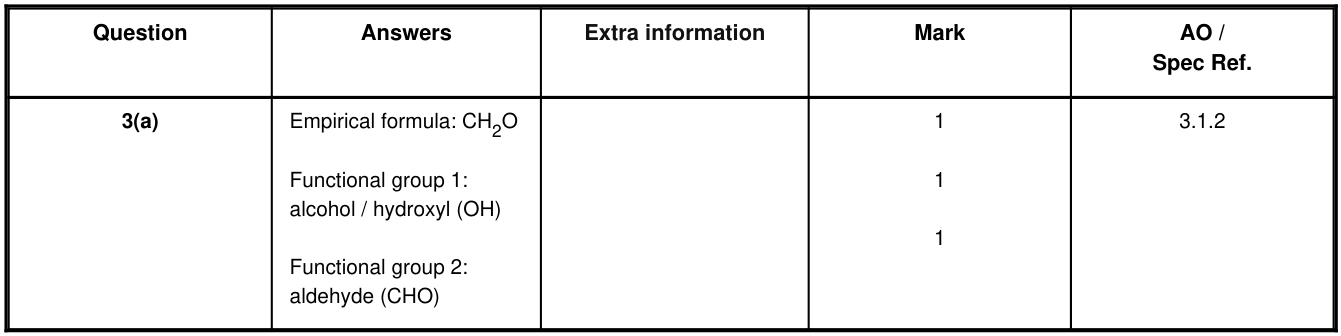 Question Answers Extra information Mark AO /
Spec Ref.
3(a) Empirical formula: CH₂O 1 3.1.2
Functional group 1: 1
alcohol / hydroxyl (OH)
1
Functional group 2:
aldehyde (CHO)